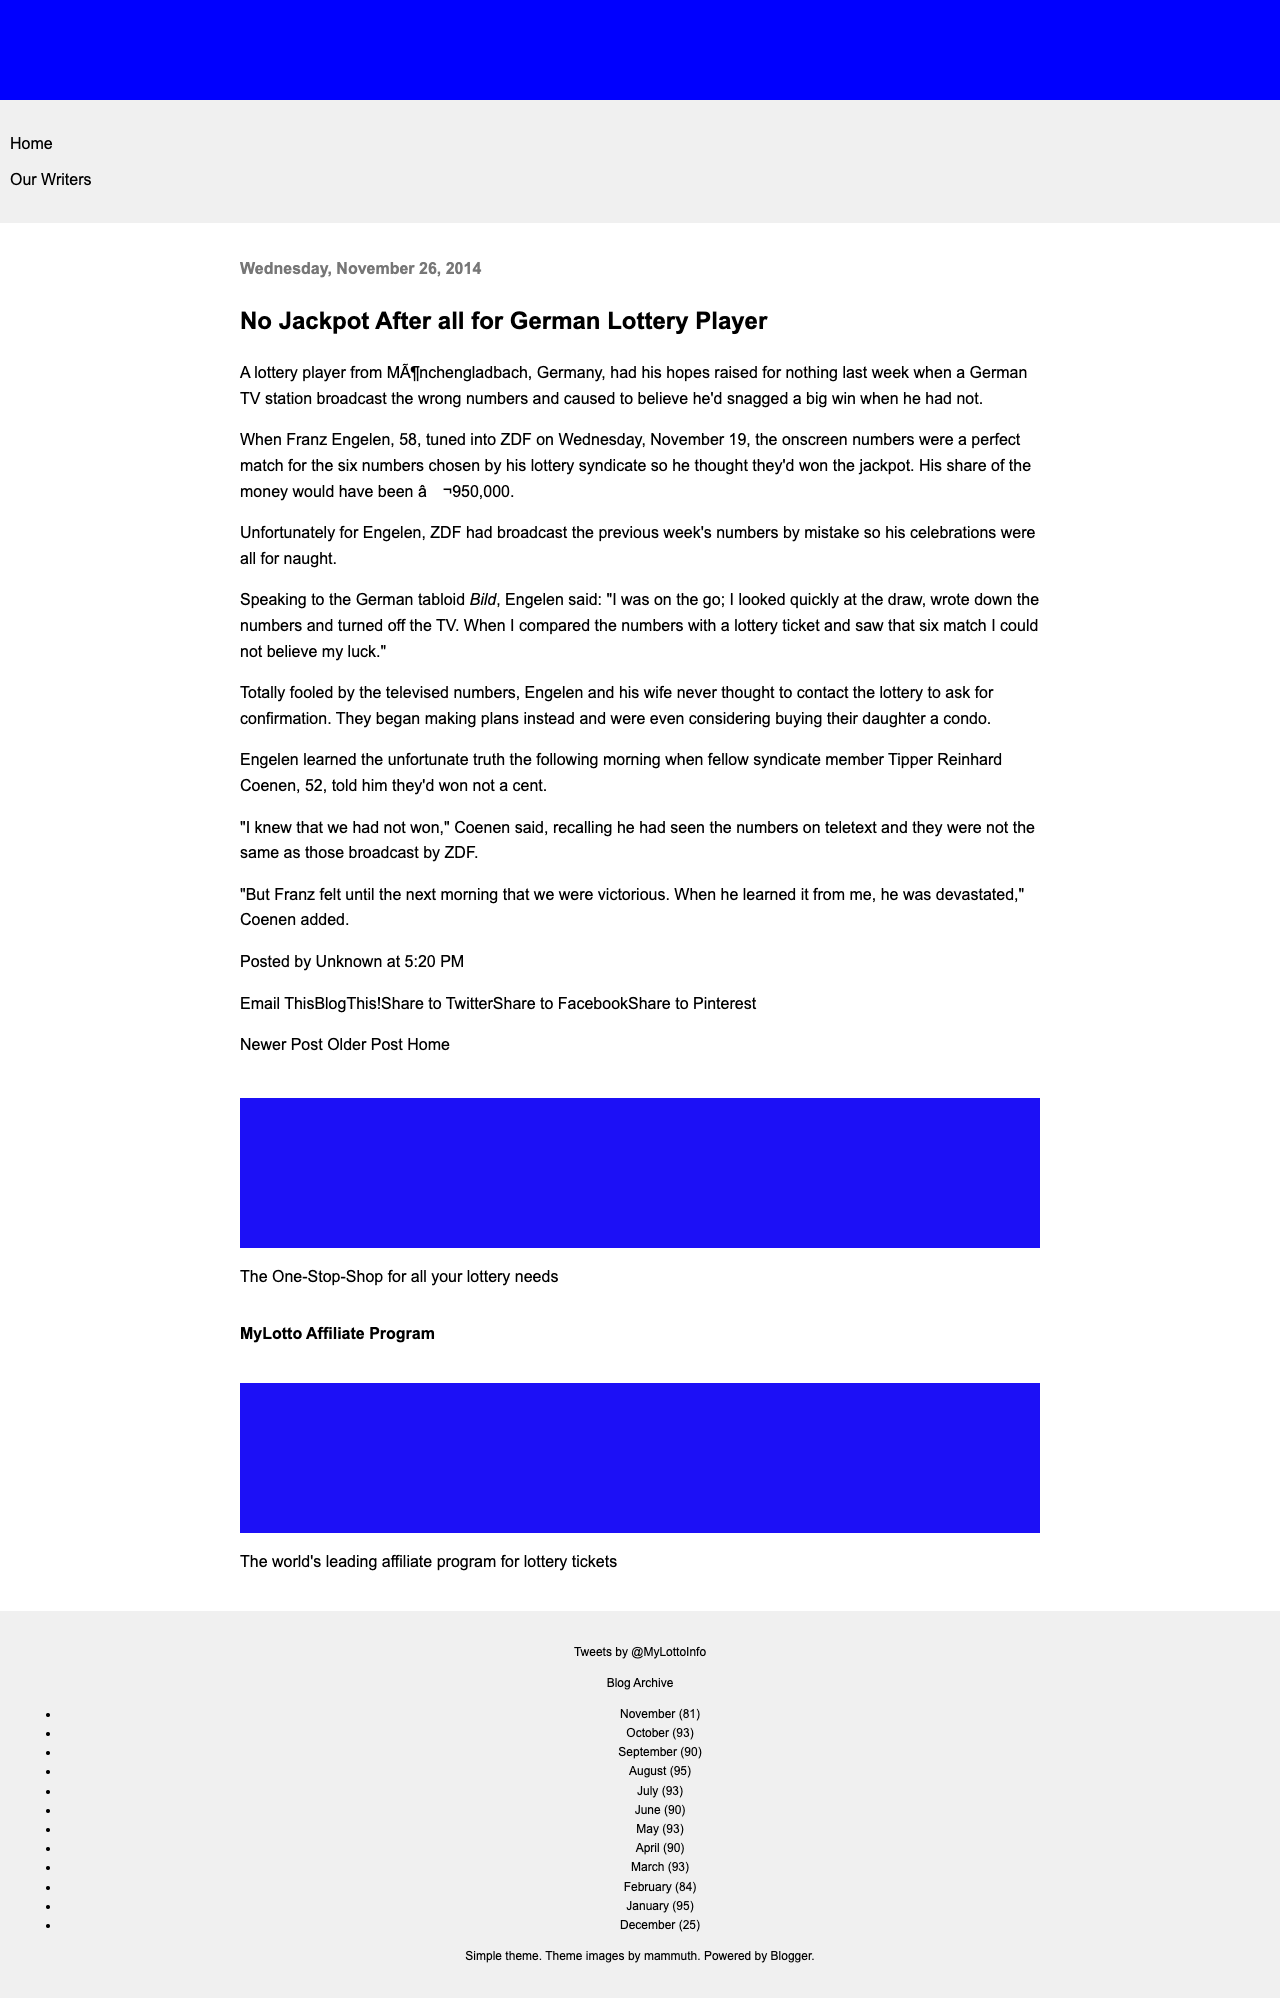 Home
Our Writers
Wednesday, November 26, 2014
No Jackpot After all for German Lottery Player
A lottery player from MÃ¶nchengladbach, Germany, had his hopes raised for nothing last week when a German
TV station broadcast the wrong numbers and caused to believe he'd snagged a big win when he had not.
When Franz Engelen, 58, tuned into ZDF on Wednesday, November 19, the onscreen numbers were a perfect
match for the six numbers chosen by his lottery syndicate so he thought they'd won the jackpot. His share of the
money would have been â ¬950,000.
Unfortunately for Engelen, ZDF had broadcast the previous week's numbers by mistake so his celebrations were
all for naught.
Speaking to the German tabloid Bild, Engelen said: "I was on the go; I looked quickly at the draw, wrote down the
numbers and turned off the TV. When I compared the numbers with a lottery ticket and saw that six match I could
not believe my luck."
Totally fooled by the televised numbers, Engelen and his wife never thought to contact the lottery to ask for
confirmation. They began making plans instead and were even considering buying their daughter a condo.
Engelen learned the unfortunate truth the following morning when fellow syndicate member Tipper Reinhard
Coenen, 52, told him they'd won not a cent.
"I knew that we had not won," Coenen said, recalling he had seen the numbers on teletext and they were not the
same as those broadcast by ZDF.
"But Franz felt until the next morning that we were victorious. When he learned it from me, he was devastated,"
Coenen added.
Posted by Unknown at 5:20 PM
Email ThisBlogThis!Share to TwitterShare to FacebookShare to Pinterest
Newer Post Older Post Home
The One-Stop-Shop for all your lottery needs
MyLotto Affiliate Program
The world's leading affiliate program for lottery tickets
Tweets by @MyLottoInfo
Blog Archive
• November (81)
• October (93)
• September (90)
• August (95)
• July (93)
• June (90)
• May (93)
• April (90)
• March (93)
• February (84)
• January (95)
• December (25)
Simple theme. Theme images by mammuth. Powered by Blogger.